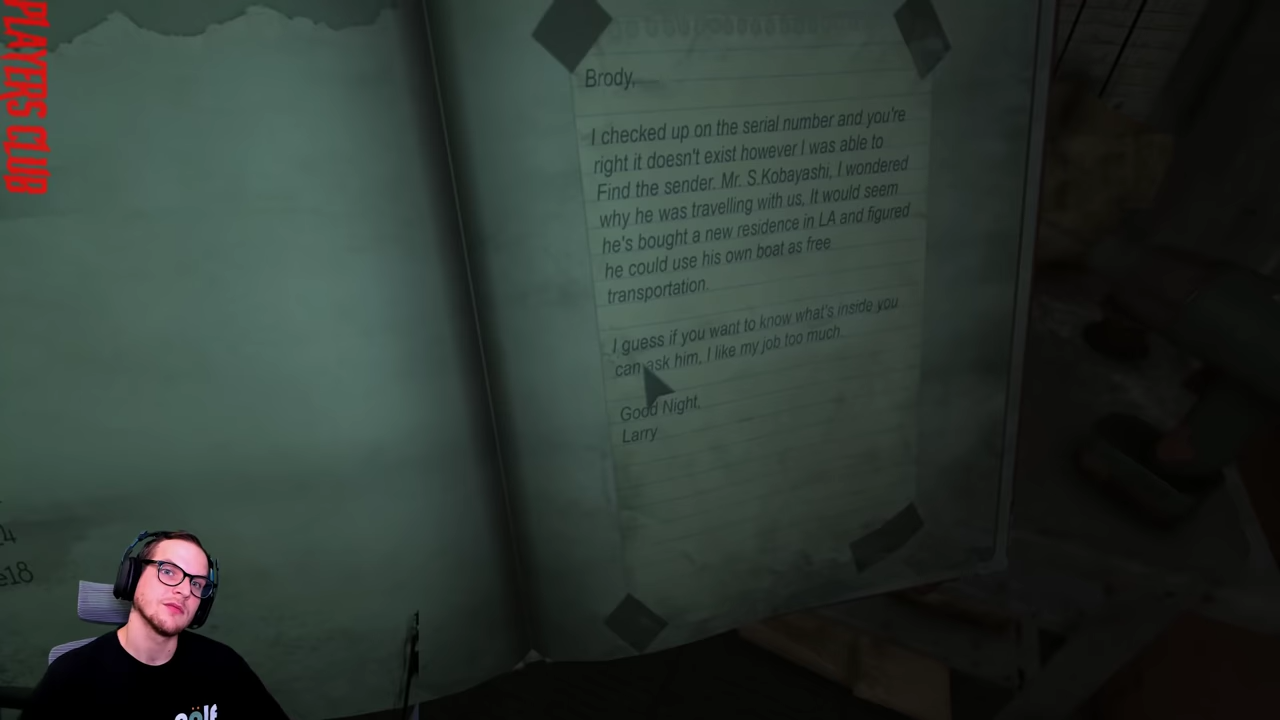 PLAYERS CLUB
Brody,
I checked up on the serial number and you're
right it doesn't exist however I was able to
Find the sender. Mr. S.Kobayashi, I wondered
why he was travelling with us, It would seem
he's bought a new residence in LA and figured
he could use his own boat as free
transportation.
I guess if you want to know what's inside you
can ask him, I like my job too much.
Good Night,
Larry